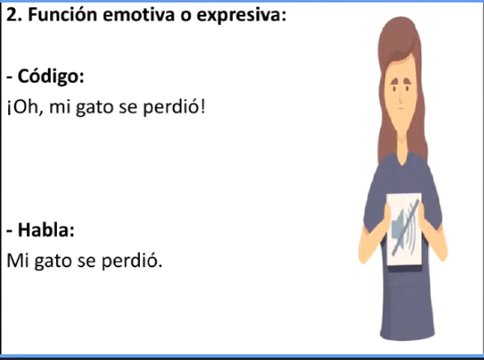 2. Función emotiva o expresiva:
- Código:
¡Oh, mi gato se perdió!
- Habla:
Mi gato se perdió.